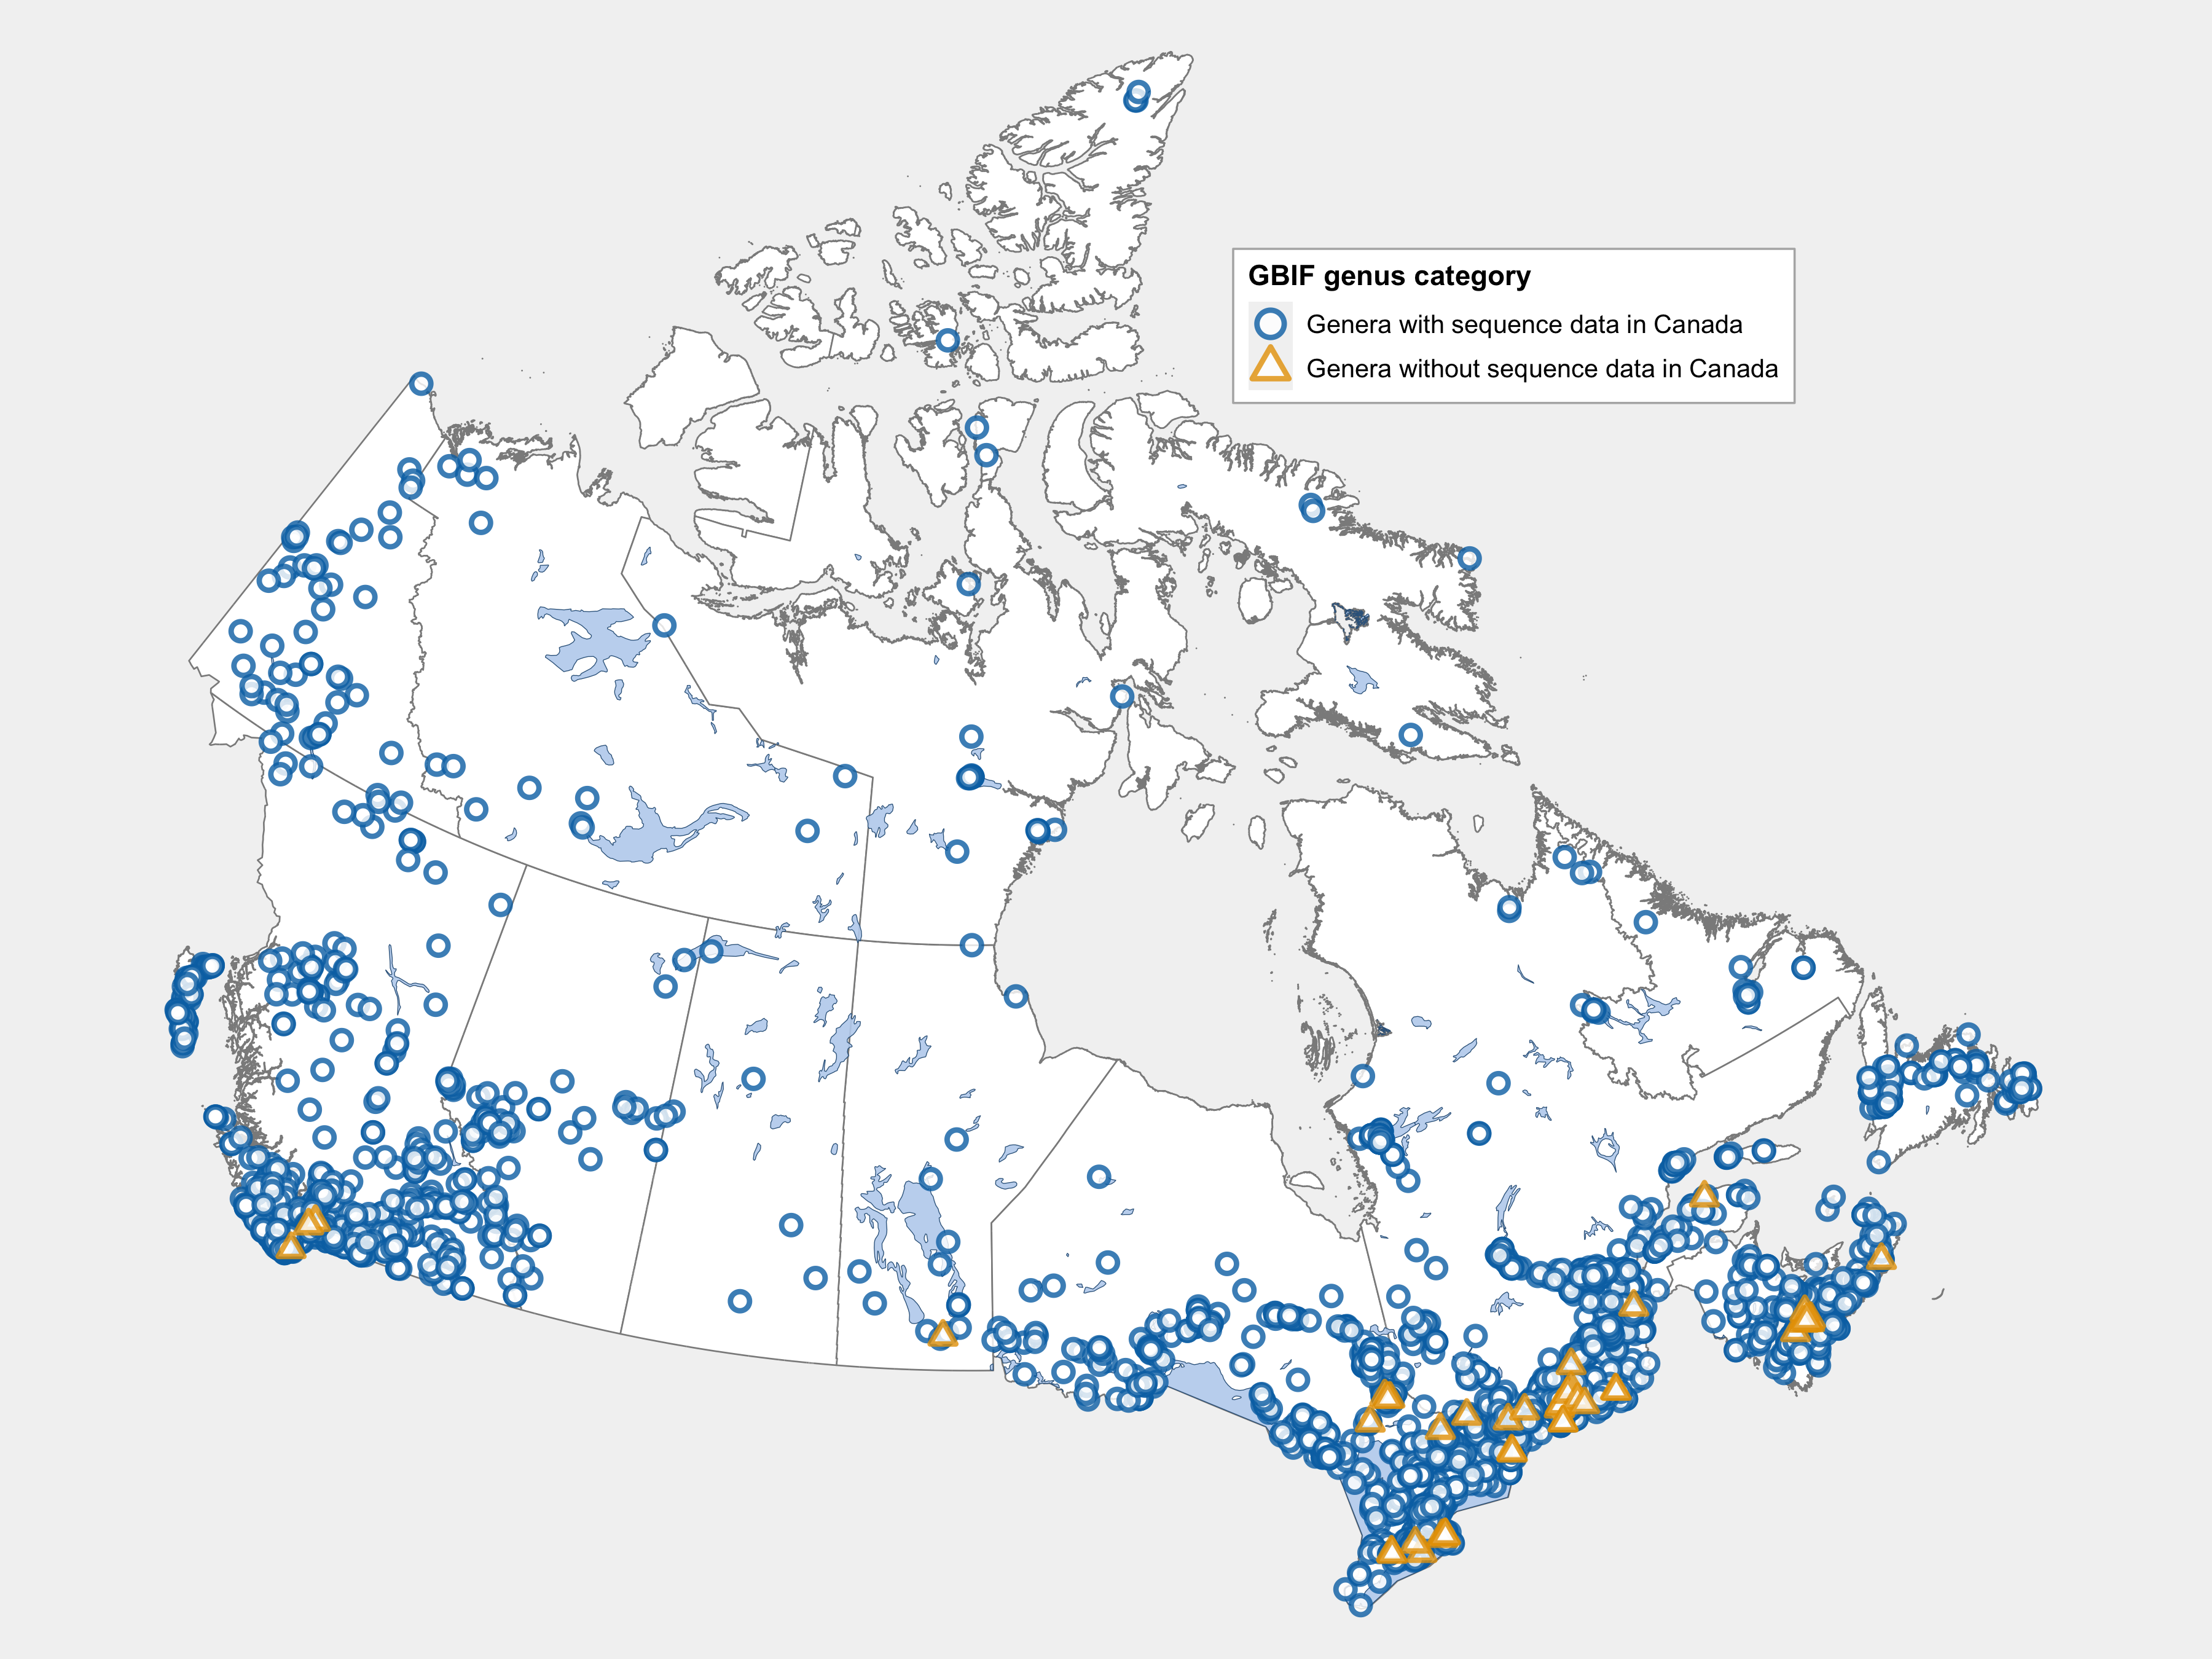 GBIF genus category
Genera with sequence data in Canada
Genera without sequence data in Canada